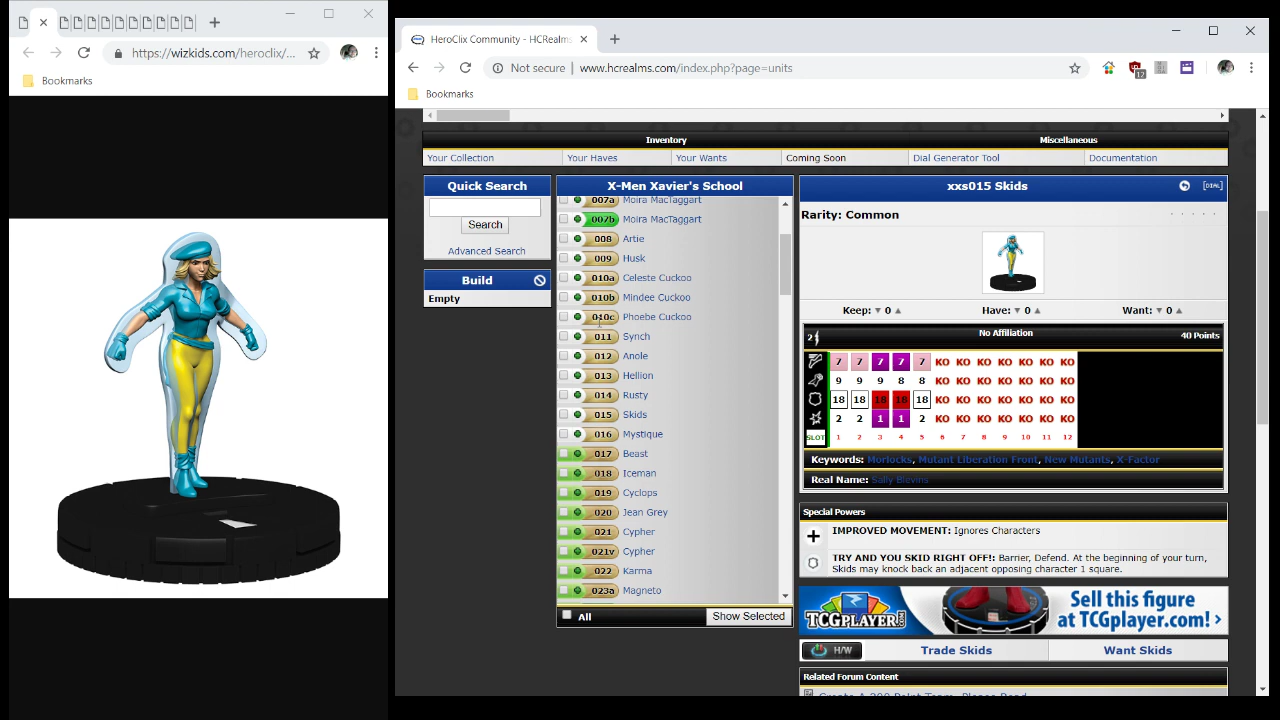 https://wizkids.com/heroclix/...
Bookmarks
HeroClix Community - HCRealms
Not secure | www.hcrealms.com/index.php?page=units
12
Bookmarks
Inventory
Miscellaneous
Your Collection
Your Haves
Your Wants
Coming Soon
Dial Generator Tool
Documentation
Quick Search
Search
Advanced Search
Build
Empty
X-Men Xavier's School
007a Moira MacTaggart
007b Moira MacTaggart
008 Artie
009 Husk
010a Celeste Cuckoo
010b Mindee Cuckoo
010c Phoebe Cuckoo
011 Synch
012 Anole
013 Hellion
014 Rusty
015 Skids
016 Mystique
017 Beast
018 Iceman
019 Cyclops
020 Jean Grey
021 Cypher
021v Cypher
022 Karma
023a Magneto
All
Show Selected
xxs015 Skids
[DIAL]
Rarity: Common
Keep: ▼ 0 ▲
Have: ▼ 0 ▲
Want: ▼ 0 ▲
2
No Affiliation
40 Points
7 7 7 7 7 KO KO KO KO KO KO KO
9 9 9 8 8 KO KO KO KO KO KO KO
18 18 18 18 18 KO KO KO KO KO KO KO
2 2 1 1 2 KO KO KO KO KO KO KO
SLOT 1 2 3 4 5 6 7 8 9 10 11 12
Keywords: Morlocks, Mutant Liberation Front, New Mutants, X-Factor
Real Name: Sally Blevins
Special Powers
IMPROVED MOVEMENT: Ignores Characters
TRY AND YOU SKID RIGHT OFF!: Barrier, Defend. At the beginning of your turn,
Skids may knock back an adjacent opposing character 1 square.
TCGPLAYER
Sell this figure
at TCGplayer.com! ›
H/W
Trade Skids
Want Skids
Related Forum Content
Create A 300 Point Team, Please Read